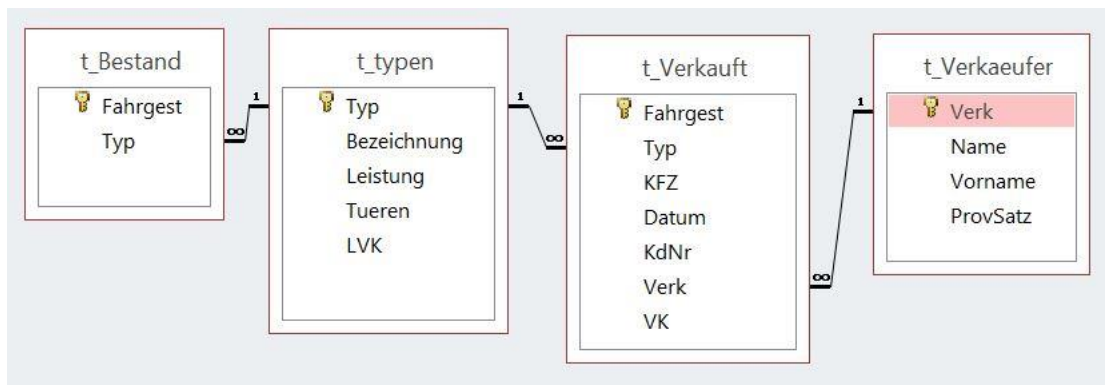 t_Bestand
Fahrgest
Typ
1
∞
t_typen
Typ
Bezeichnung
Leistung
Tueren
LVK
1
∞
t_Verkauft
Fahrgest
Typ
KFZ
Datum
KdNr
Verk
VK
1
∞
t_Verkaeufer
Verk
Name
Vorname
ProvSatz